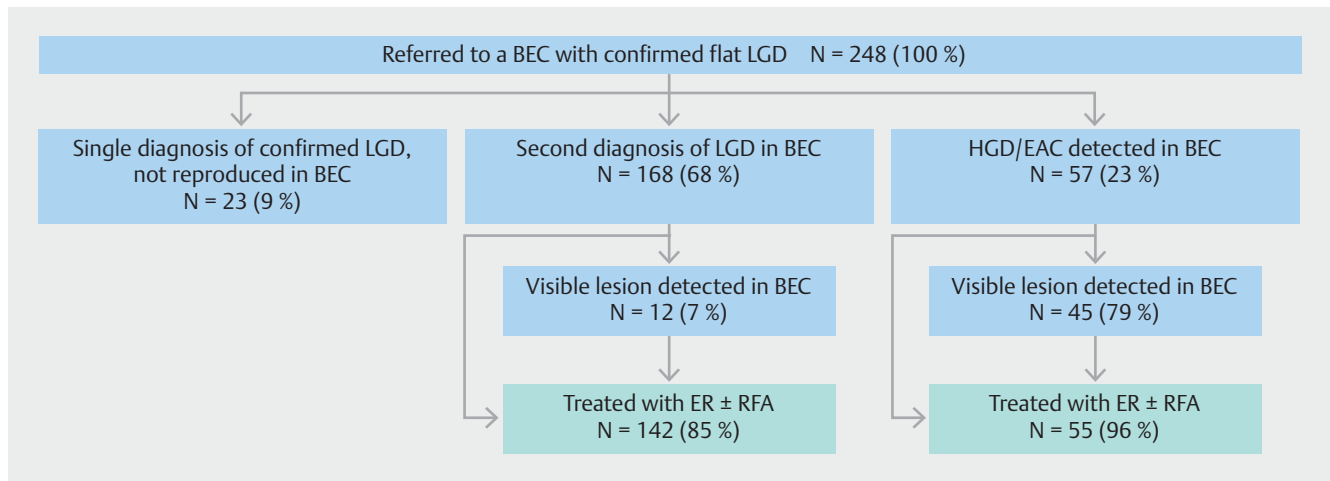 Referred to a BEC with confirmed flat LGD N = 248 (100 %)
Single diagnosis of confirmed LGD,
not reproduced in BEC
N = 23 (9 %)
Second diagnosis of LGD in BEC
N = 168 (68 %)
HGD/EAC detected in BEC
N = 57 (23 %)
Visible lesion detected in BEC
N = 12 (7 %)
Visible lesion detected in BEC
N = 45 (79 %)
Treated with ER ± RFA
N = 142 (85 %)
Treated with ER ± RFA
N = 55 (96 %)